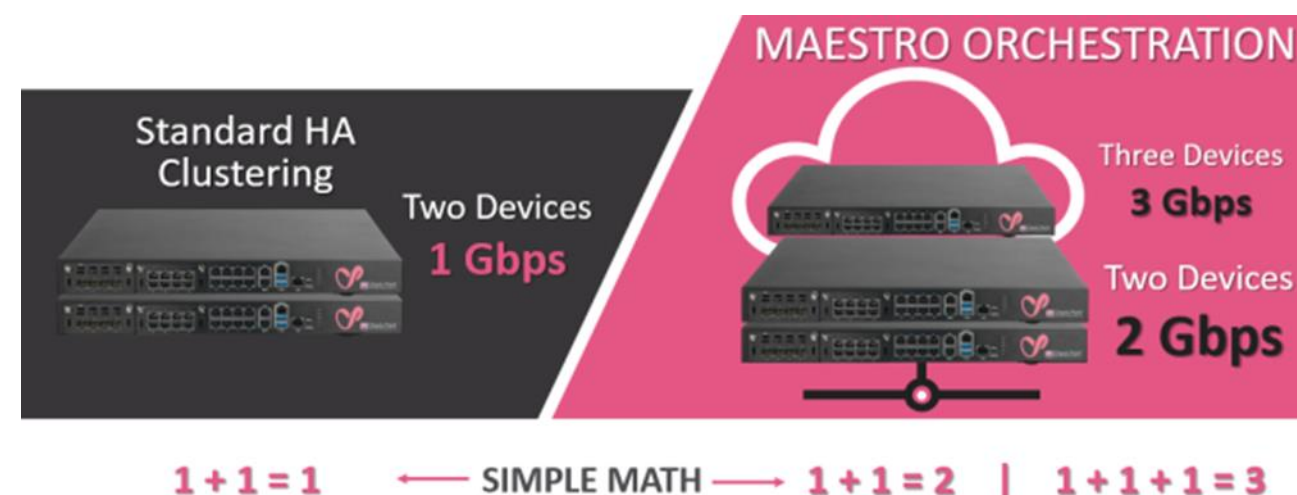 MAESTRO ORCHESTRATION
Standard HA
Clustering
Two Devices
1 Gbps
Three Devices
3 Gbps
Two Devices
2 Gbps
1 + 1 = 1
SIMPLE MATH
1 + 1 = 2 | 1 + 1 + 1 = 3